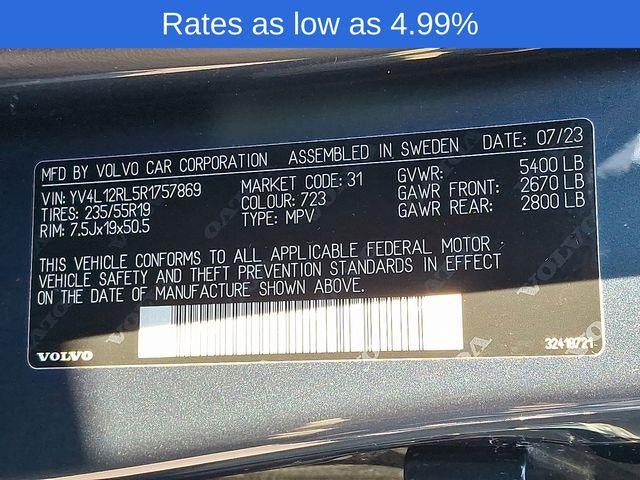 Rates as low as 4.99%
MFD BY VOLVO CAR CORPORATION ASSEMBLED IN SWEDEN DATE: 07/23
VIN: YV4L12RL5R1757869 MARKET CODE: 31 GVWR: 5400 LB
TIRES: 235/55R19 COLOUR: 723 GAWR FRONT: 2670 LB
RIM: 7.5Jx19x50.5 TYPE: MPV GAWR REAR: 2800 LB
THIS VEHICLE CONFORMS TO ALL APPLICABLE FEDERAL MOTOR
VEHICLE SAFETY AND THEFT PREVENTION STANDARDS IN EFFECT
ON THE DATE OF MANUFACTURE SHOWN ABOVE.
VOLVO 32419721